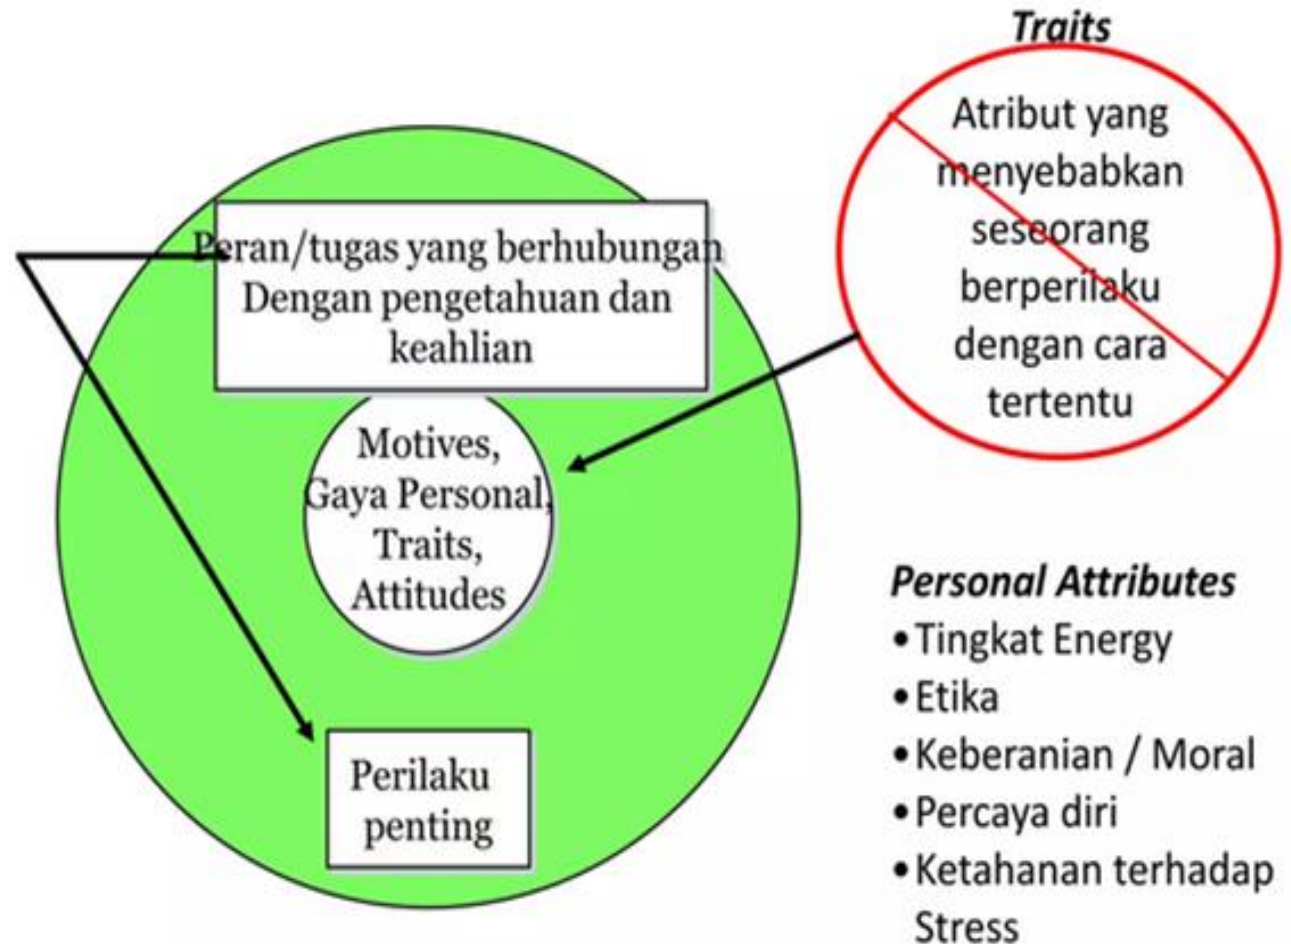 Traits
Atribut yang
menyebabkan
seseorang
berperilaku
dengan cara
tertentu
Peran/tugas yang berhubungan
Dengan pengetahuan dan
keahlian
Motives,
Gaya Personal,
Traits,
Attitudes
Perilaku
penting
Personal Attributes
•Tingkat Energy
•Etika
•Keberanian / Moral
•Percaya diri
•Ketahanan terhadap
Stress